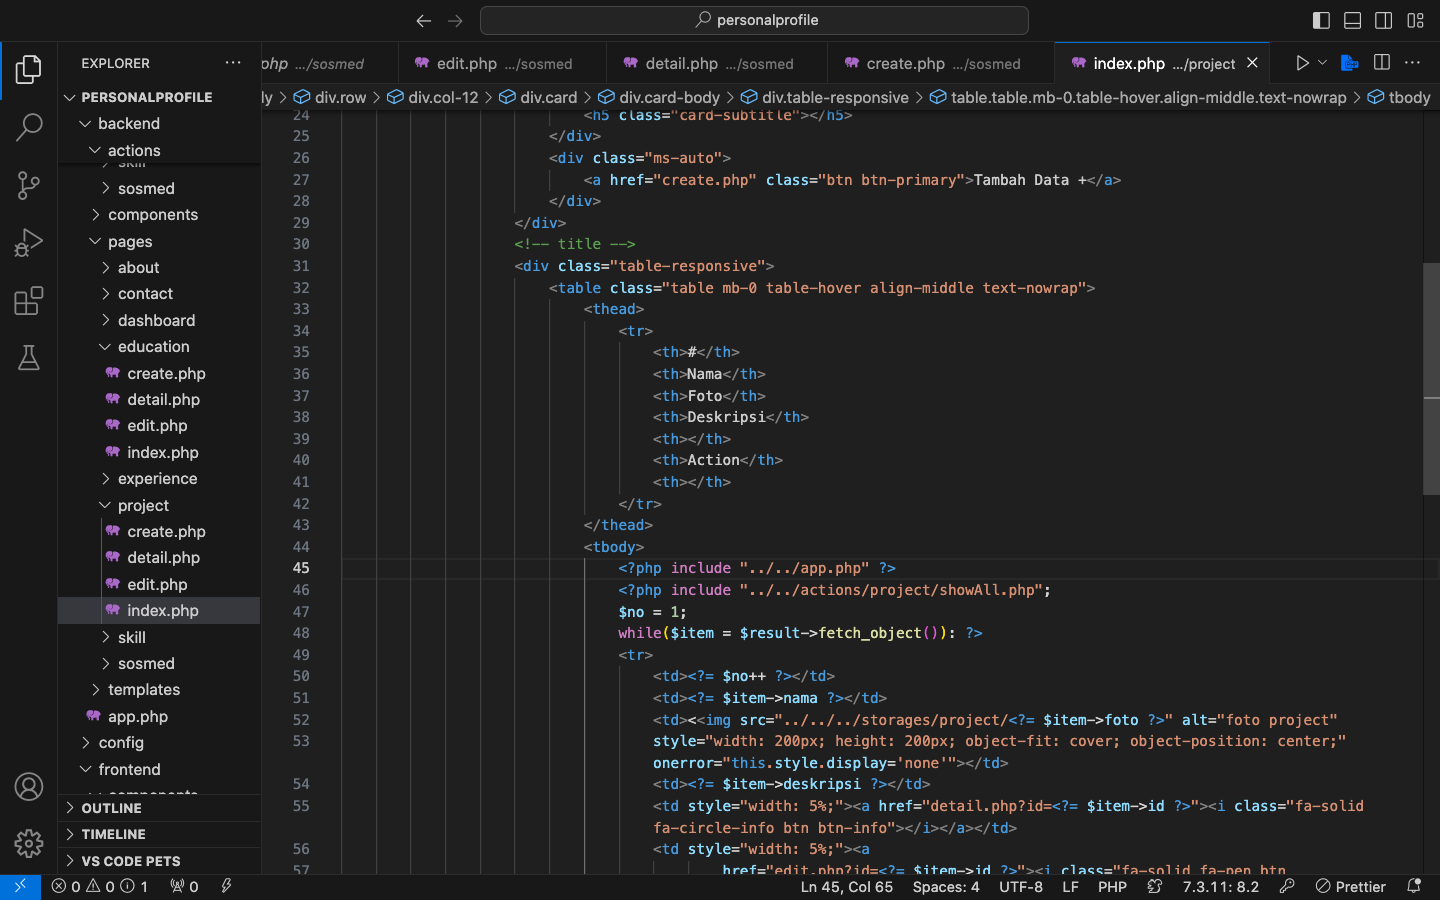 personalprofile
EXPLORER
php .../sosmed
edit.php .../sosmed
detail.php .../sosmed
create.php .../sosmed
index.php .../project
PERSONALPROFILE
backend
actions
skill
sosmed
components
pages
about
contact
dashboard
education
create.php
detail.php
edit.php
index.php
experience
project
create.php
detail.php
edit.php
index.php
skill
sosmed
templates
app.php
config
frontend
components
OUTLINE
TIMELINE
VS CODE PETS
ly > div.row > div.col-12 > div.card > div.card-body > div.table-responsive > table.table.mb-0.table-hover.align-middle.text-nowrap > tbody
24 <h5 class="card-subtitle"></h5>
25 </div>
26 <div class="ms-auto">
27 <a href="create.php" class="btn btn-primary">Tambah Data +</a>
28 </div>
29 </div>
30 <!-- title -->
31 <div class="table-responsive">
32 <table class="table mb-0 table-hover align-middle text-nowrap">
33 <thead>
34 <tr>
35 <th>#</th>
36 <th>Nama</th>
37 <th>Foto</th>
38 <th>Deskripsi</th>
39 <th></th>
40 <th>Action</th>
41 <th></th>
42 </tr>
43 </thead>
44 <tbody>
45 <?php include "../../app.php" ?>
46 <?php include "../../actions/project/showAll.php";
47 $no = 1;
48 while($item = $result->fetch_object()): ?>
49 <tr>
50 <td><?= $no++ ?></td>
51 <td><?= $item->nama ?></td>
52 <td><<img src="../../../storages/project/<?= $item->foto ?>" alt="foto project"
53 style="width: 200px; height: 200px; object-fit: cover; object-position: center;"
onerror="this.style.display='none'"></td>
54 <td><?= $item->deskripsi ?></td>
55 <td style="width: 5%;"><a href="detail.php?id=<?= $item->id ?>"><i class="fa-solid
fa-circle-info btn btn-info"></i></a></td>
56 <td style="width: 5%;"><a
57 href="edit.php?id=<?= $item->id ?>"><i class="fa-solid fa-pen btn
0 0 1 0
Ln 45, Col 65 Spaces: 4 UTF-8 LF PHP 7.3.11: 8.2 Prettier